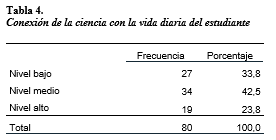 Tabla 4.
Conexión de la ciencia con la vida diaria del estudiante
Frecuencia Porcentaje
Nivel bajo 27 33,8
Nivel medio 34 42,5
Nivel alto 19 23,8
Total 80 100,0